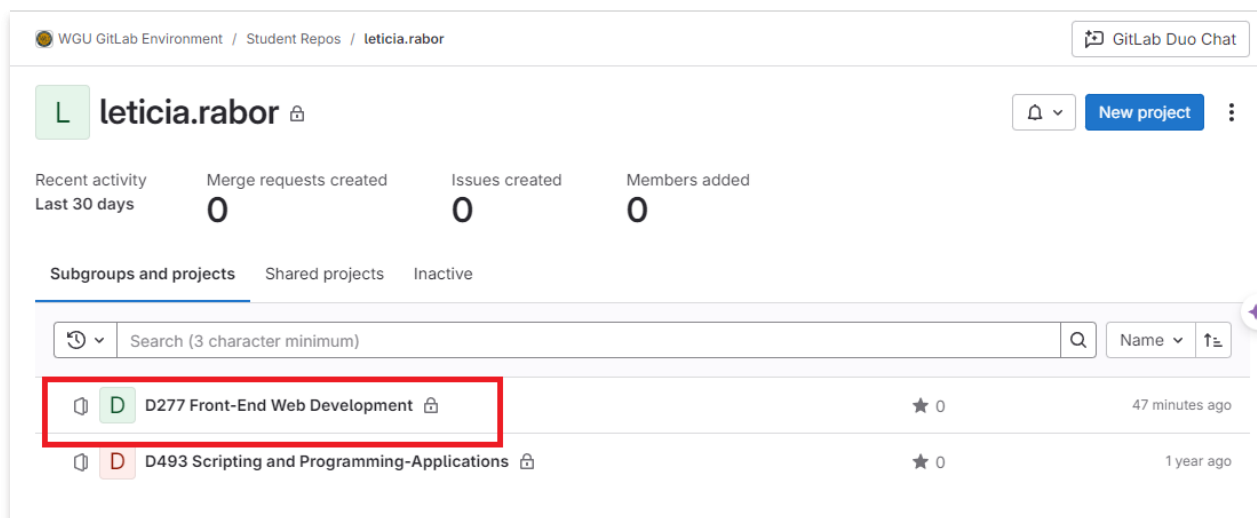 WGU GitLab Environment / Student Repos / leticia.rabor
GitLab Duo Chat
L leticia.rabor
New project
Recent activity Merge requests created Issues created Members added
Last 30 days 0 0 0
Subgroups and projects Shared projects Inactive
Search (3 character minimum) Name
D D277 Front-End Web Development 0 47 minutes ago
D D493 Scripting and Programming-Applications 0 1 year ago